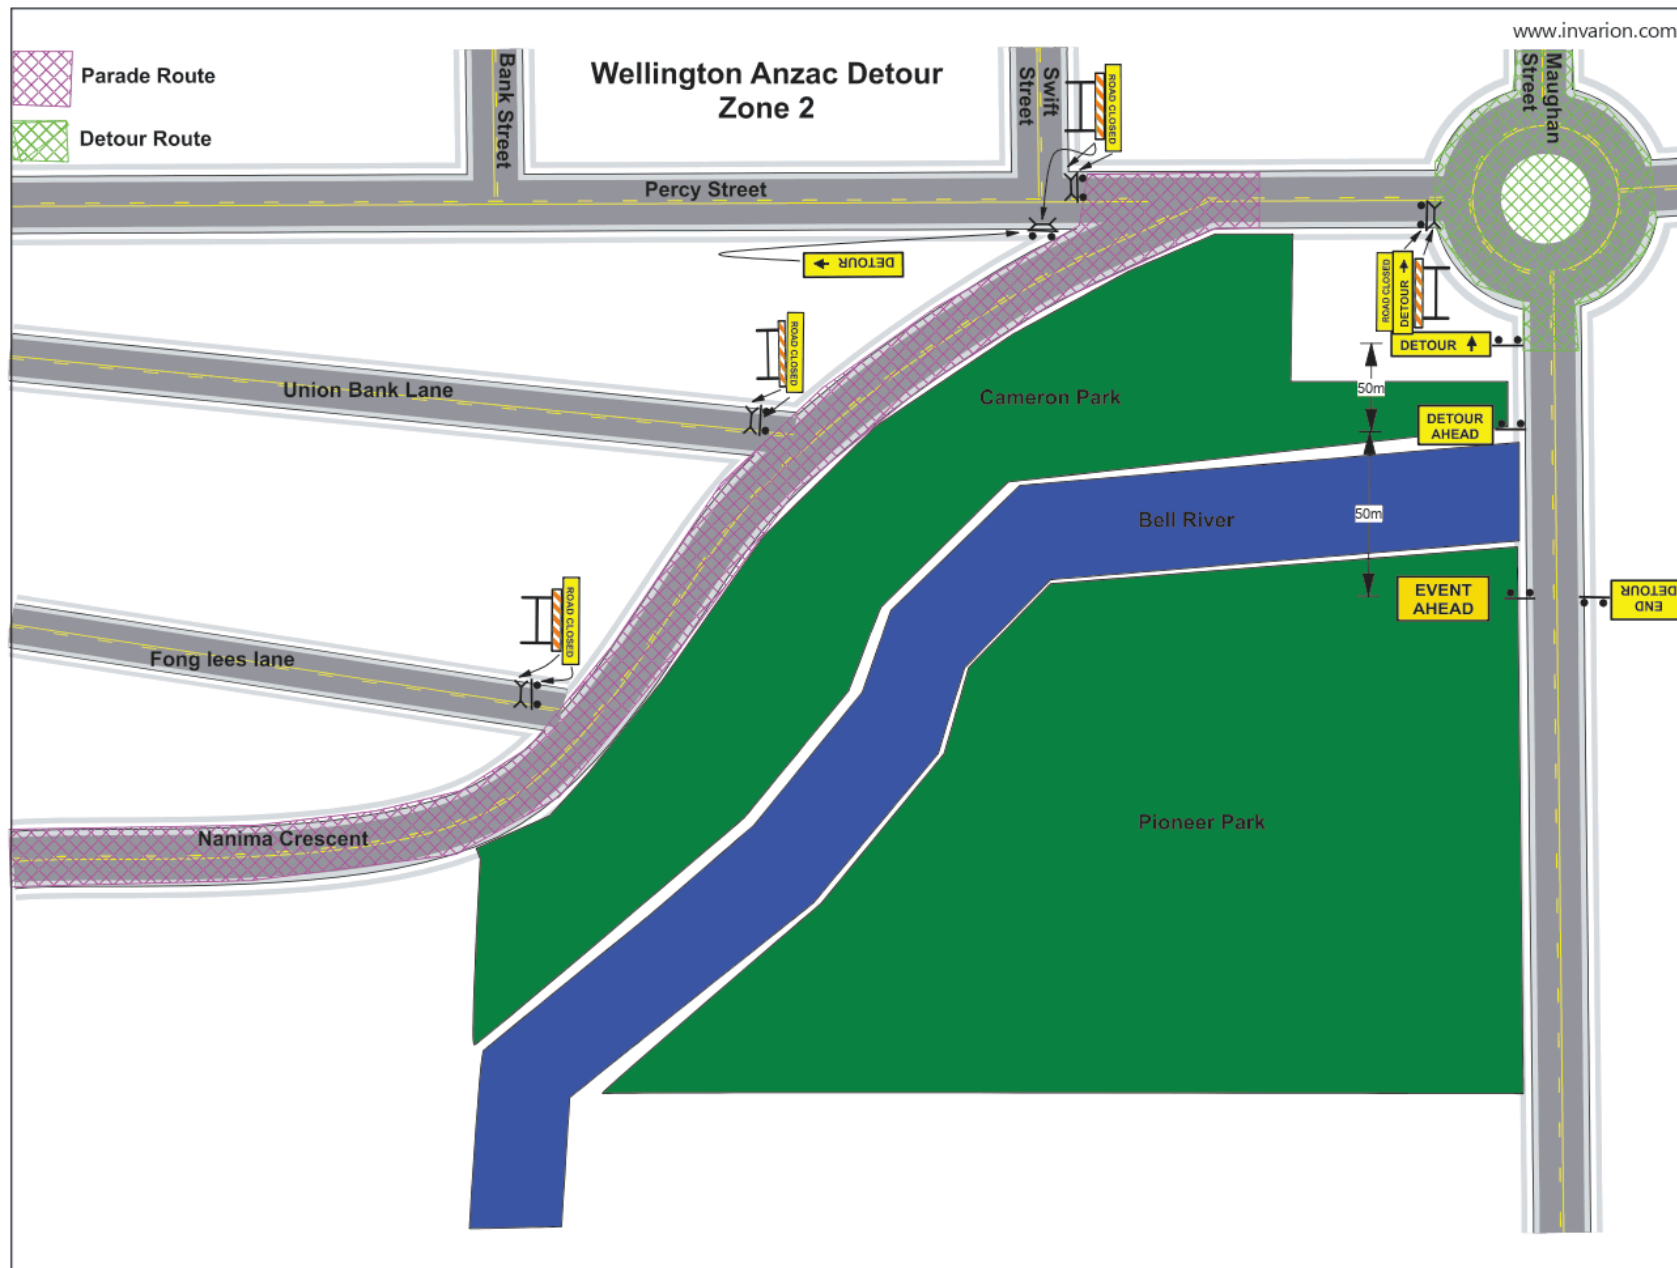 www.invarion.com
Parade Route
Detour Route
Wellington Anzac Detour
Zone 2
Bank Street
Swift
Street
ROAD CLOSED
Maughan
Street
Percy Street
DETOUR
ROAD CLOSED
DETOUR
DETOUR
ROAD CLOSED
Union Bank Lane
Cameron Park
50m
DETOUR
AHEAD
Bell River
50m
ROAD CLOSED
EVENT
AHEAD
END
DETOUR
Fong lees lane
Nanima Crescent
Pioneer Park